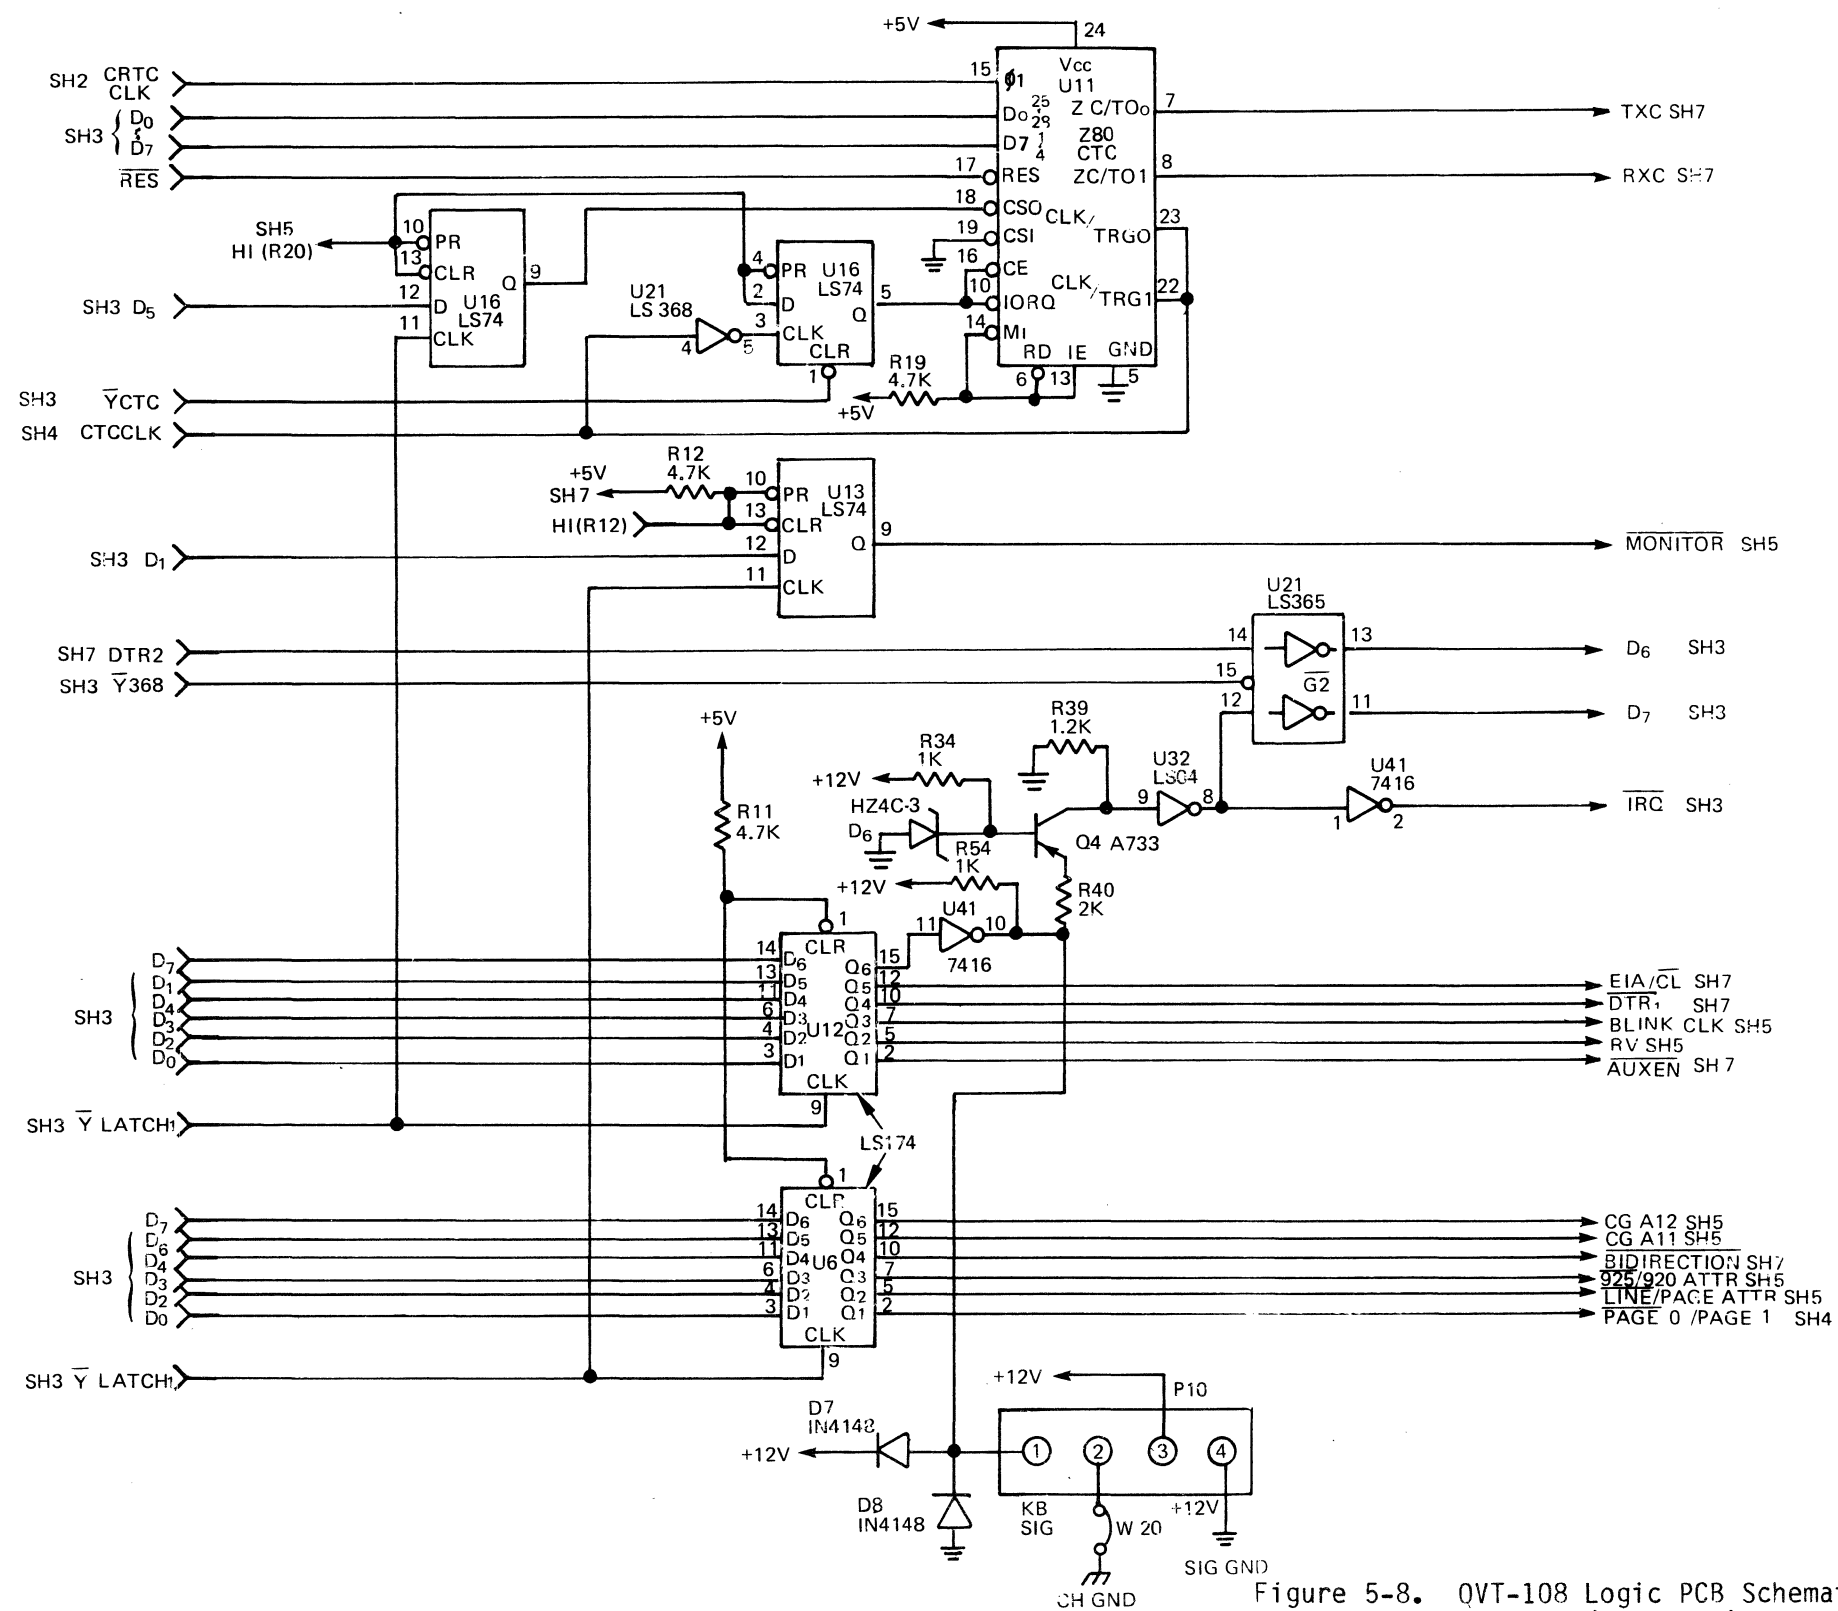 +5V
24
SH2 CRTC CLK
15
φ1
Vcc
U11
SH3
D0
D7
D0 25 28
D7 1 4
Z C/TO0
7
TXC SH7
Z80
CTC
RES
17
RES
ZC/TO1
8
RXC SH7
18
CSO
CLK/
TRGO
23
19
CSI
16
CE
CLK/
TRG1
22
10
IORQ
14
M1
RD
IE
GND
6
13
5
SH5
HI (R20)
10
PR
13
CLR
12
D
11
CLK
U16
LS74
Q
9
SH3 D5
U21
LS368
4
5
4
PR
2
D
3
CLK
CLR
1
U16
LS74
Q
5
R19
4.7K
+5V
SH3 YCTC
SH4 CTCCLK
R12
4.7K
+5V
SH7
HI(R12)
10
PR
13
CLR
12
D
11
CLK
U13
LS74
Q
9
MONITOR SH5
SH3 D1
U21
LS365
SH7 DTR2
14
13
D6 SH3
SH3 Y368
15
G2
12
11
D7 SH3
+5V
R39
1.2K
R34
1K
+12V
U32
LS04
9
8
U41
7416
1
2
IRQ SH3
HZ4C-3
D6
Q4 A733
R11
4.7K
R54
1K
+12V
R40
2K
U41
11
10
7416
1
CLR
SH3
D7
D1
D4
D3
D2
D0
14
13
11
6
4
3
D6
D5
D4
D3
D2
D1
U12
Q6
Q5
Q4
Q3
Q2
Q1
15
12
10
7
5
2
EIA/CL SH7
DTR1 SH7
BLINK CLK SH5
RV SH5
AUXEN SH7
CLK
9
SH3 Y LATCH1
LS174
1
CLR
SH3
D7
D6
D4
D3
D2
D0
14
13
11
6
4
3
D6
D5
D4
D3
D2
D1
U6
Q6
Q5
Q4
Q3
Q2
Q1
15
12
10
7
5
2
CG A12 SH5
CG A11 SH5
BIDIRECTION SH7
925/920 ATTR SH5
LINE/PAGE ATTR SH5
PAGE 0 /PAGE 1 SH4
CLK
9
SH3 Y LATCH1
+12V
P10
D7
IN4148
+12V
1
2
3
4
D8
IN4148
KB
SIG
W 20
+12V
SIG GND
CH GND
Figure 5-8. QVT-108 Logic PCB Schema